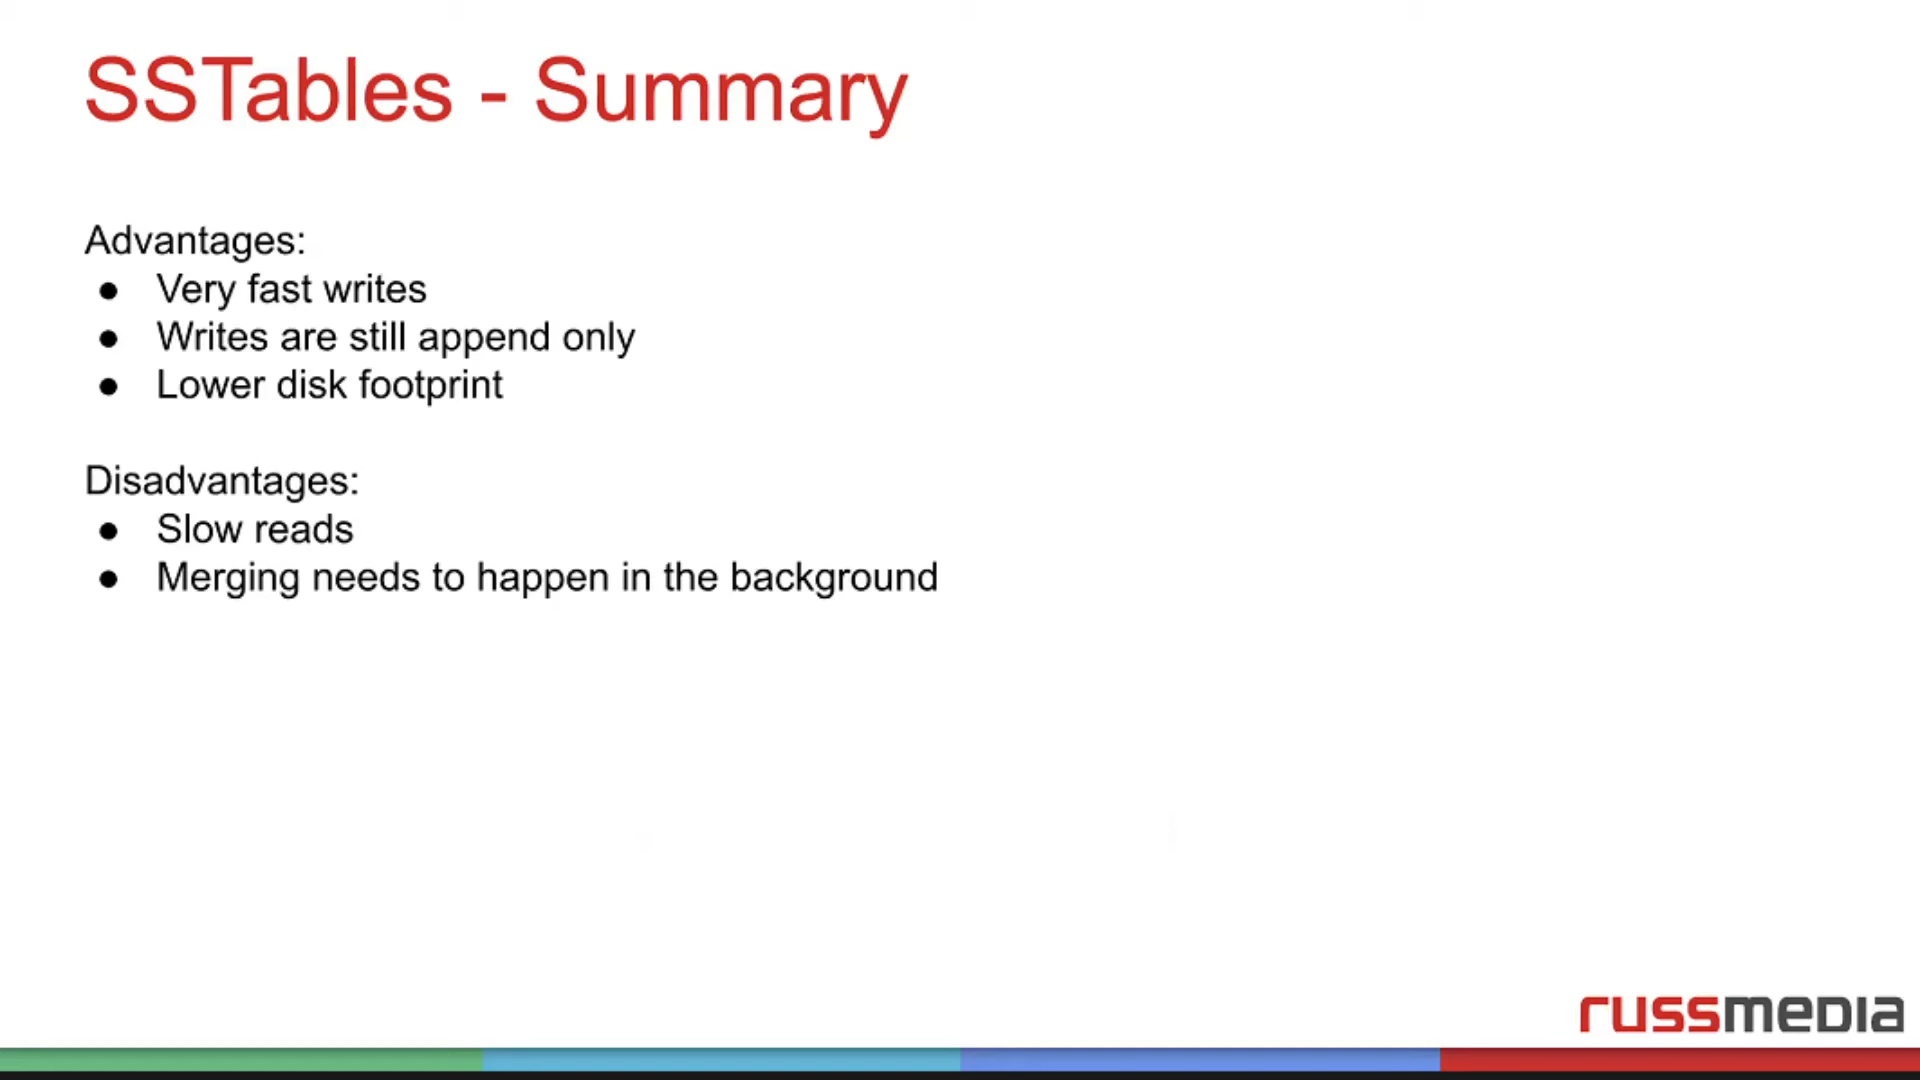 SSTables - Summary
Advantages:
● Very fast writes
● Writes are still append only
● Lower disk footprint
Disadvantages:
● Slow reads
● Merging needs to happen in the background
russmedia